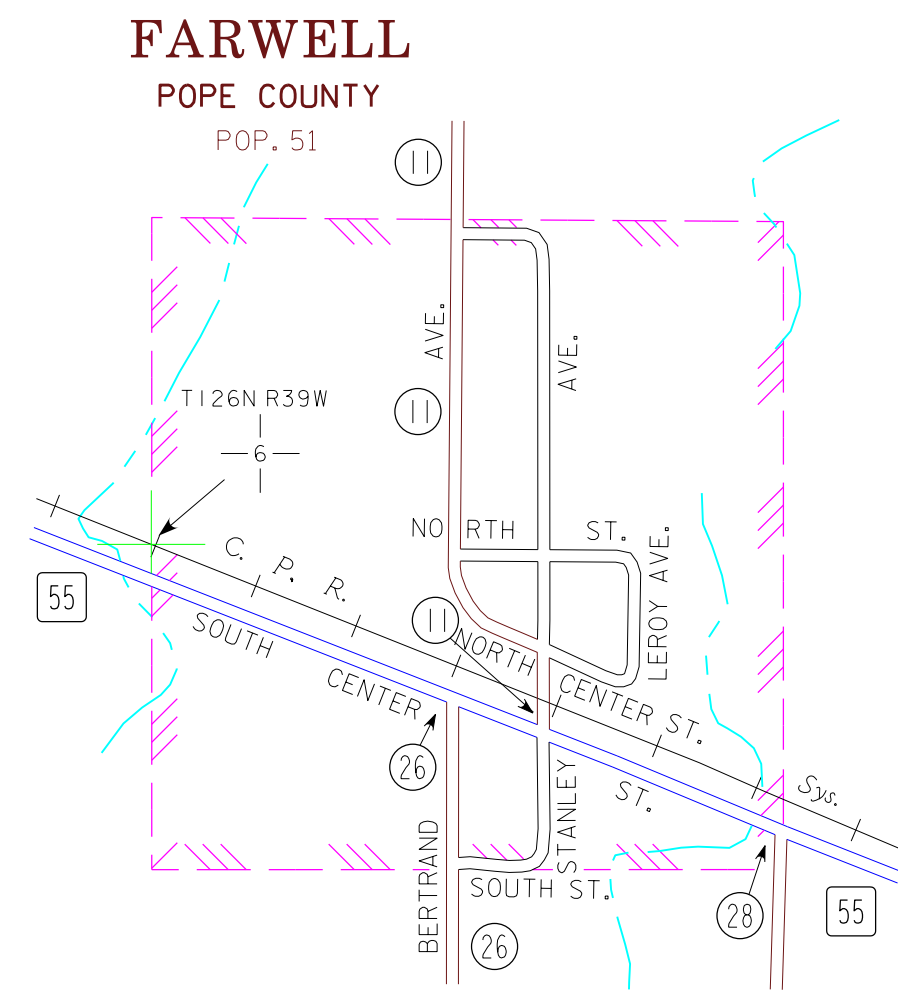 FARWELL
POPE COUNTY
POP. 51
11
AVE.
AVE.
T126N R39W
11
6
NORTH ST.
C. P. R.
LEROY AVE.
55
11
SOUTH CENTER ST.
NORTH CENTER ST.
26
Sys.
STANLEY
BERTRAND
SOUTH ST.
28
55
26